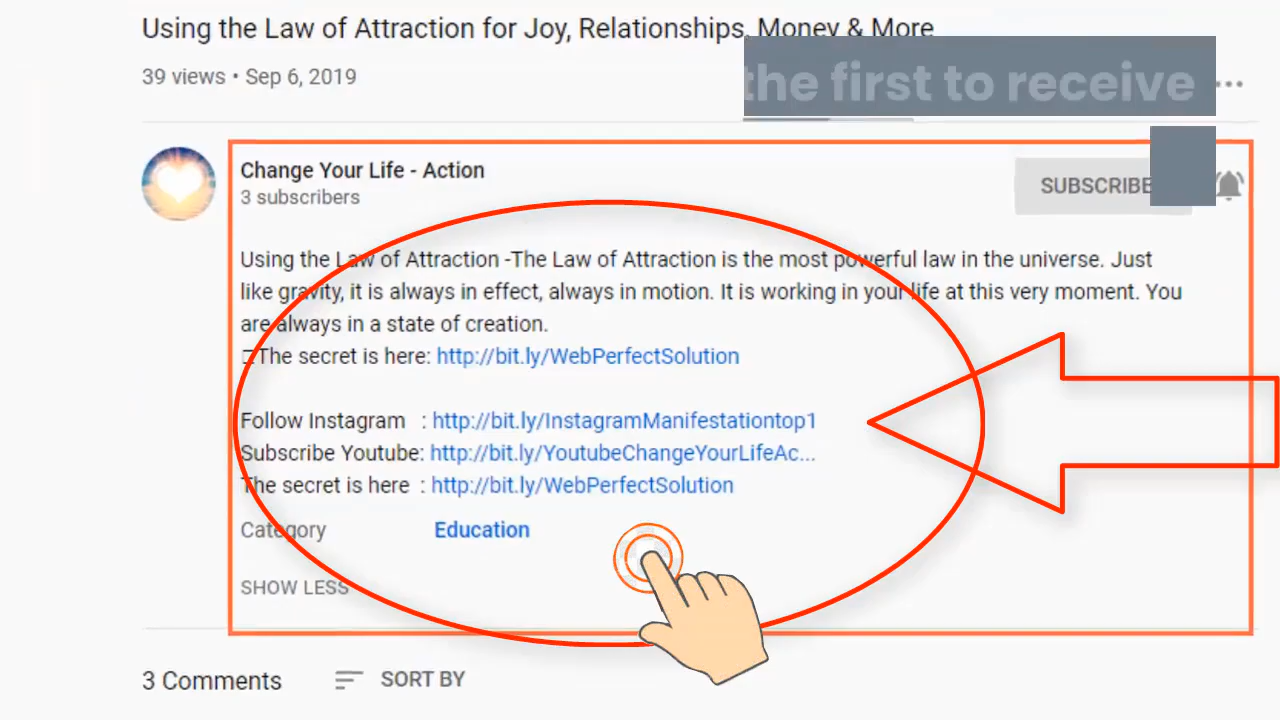 Using the Law of Attraction for Joy, Relationships, Money & More
39 views • Sep 6, 2019
the first to receive
Change Your Life - Action
3 subscribers
SUBSCRIBE
Using the Law of Attraction -The Law of Attraction is the most powerful law in the universe. Just
like gravity, it is always in effect, always in motion. It is working in your life at this very moment. You
are always in a state of creation.
The secret is here: http://bit.ly/WebPerfectSolution
Follow Instagram : http://bit.ly/InstagramManifestationtop1
Subscribe Youtube: http://bit.ly/YoutubeChangeYourLifeAc...
The secret is here : http://bit.ly/WebPerfectSolution
Category Education
SHOW LESS
3 Comments SORT BY